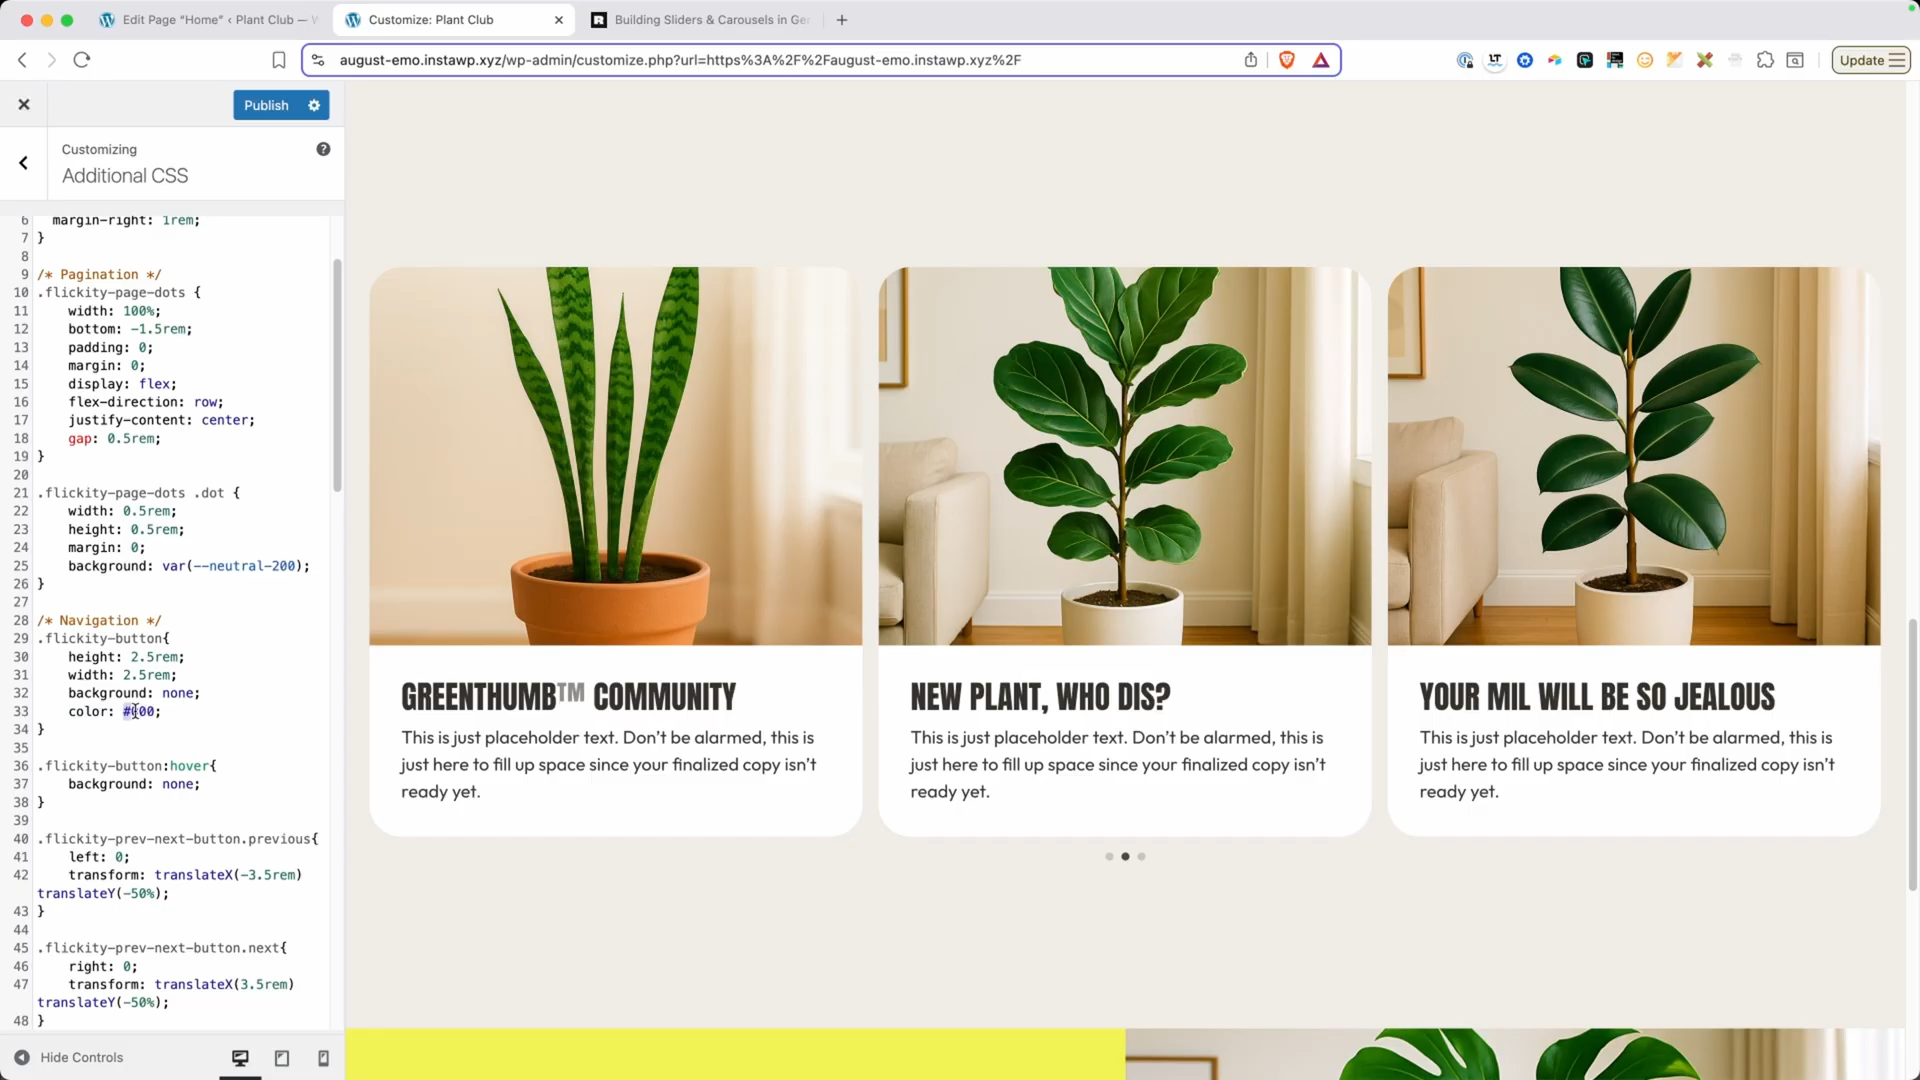 Edit Page "Home" ‹ Plant Club — W
Customize: Plant Club
Building Sliders & Carousels in Ge
august-emo.instawp.xyz/wp-admin/customize.php?url=https%3A%2F%2Faugust-emo.instawp.xyz%2F
LT
Update
Publish
Customizing
Additional CSS
6 margin-right: 1rem;
7 }
8
9 /* Pagination */
10 .flickity-page-dots {
11 width: 100%;
12 bottom: -1.5rem;
13 padding: 0;
14 margin: 0;
15 display: flex;
16 flex-direction: row;
17 justify-content: center;
18 gap: 0.5rem;
19 }
20
21 .flickity-page-dots .dot {
22 width: 0.5rem;
23 height: 0.5rem;
24 margin: 0;
25 background: var(--neutral-200);
26 }
27
28 /* Navigation */
29 .flickity-button{
30 height: 2.5rem;
31 width: 2.5rem;
32 background: none;
33 color: #000;
34 }
35
36 .flickity-button:hover{
37 background: none;
38 }
39
40 .flickity-prev-next-button.previous{
41 left: 0;
42 transform: translateX(-3.5rem)
translateY(-50%);
43 }
44
45 .flickity-prev-next-button.next{
46 right: 0;
47 transform: translateX(3.5rem)
translateY(-50%);
48 }
Hide Controls
GREENTHUMB™ COMMUNITY
This is just placeholder text. Don't be alarmed, this is
just here to fill up space since your finalized copy isn't
ready yet.
NEW PLANT, WHO DIS?
This is just placeholder text. Don't be alarmed, this is
just here to fill up space since your finalized copy isn't
ready yet.
YOUR MIL WILL BE SO JEALOUS
This is just placeholder text. Don't be alarmed, this is
just here to fill up space since your finalized copy isn't
ready yet.